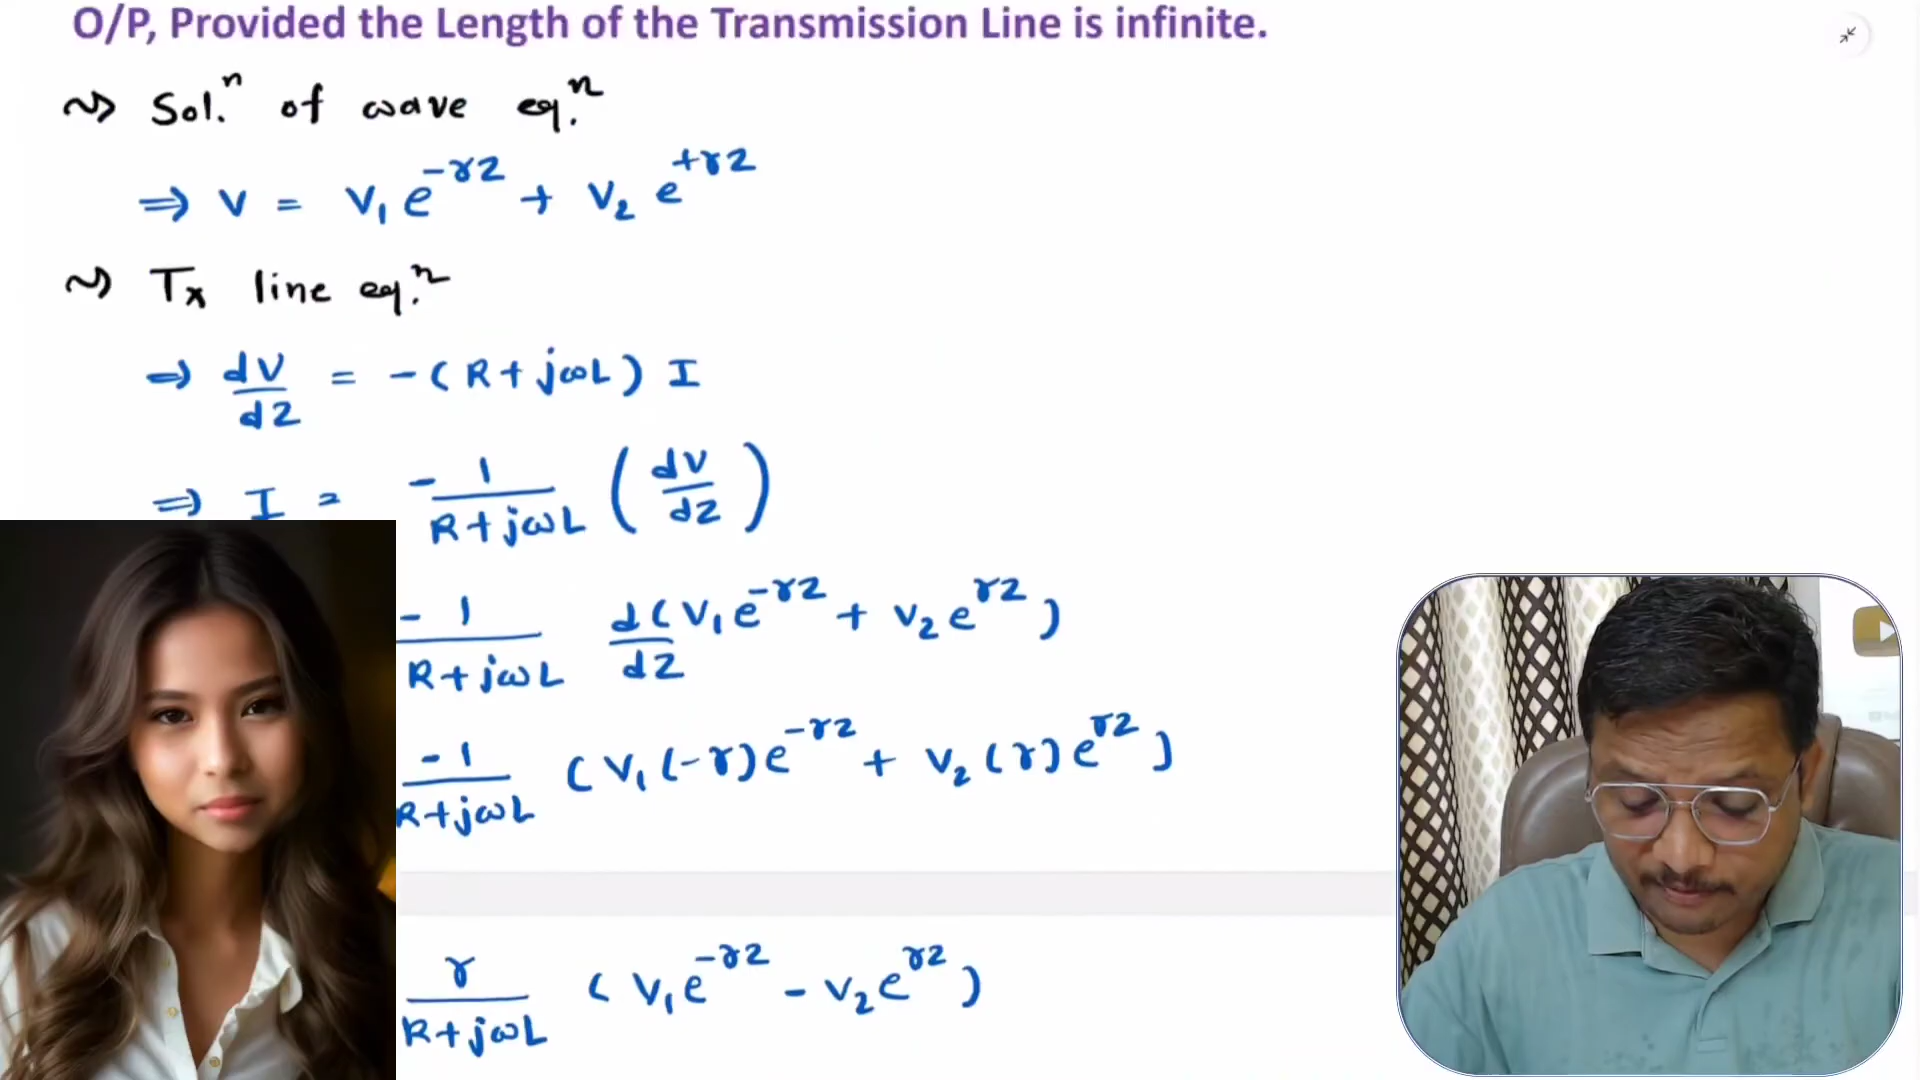 O/P, Provided the Length of the Transmission Line is infinite.
~> Sol.ⁿ of wave eq.ⁿ
⇒ V = V₁ e^(-γz) + V₂ e^(+γz)
~> Tx line eq.ⁿ
⇒ dV/dz = -(R + jωL) I
⇒ I = -1/(R + jωL) (dV/dz)
-1/(R + jωL) d/dz (V₁e^(-γz) + V₂e^(γz))
-1/(R + jωL) (V₁(-γ)e^(-γz) + V₂(γ)e^(γz))
γ/(R + jωL) (V₁e^(-γz) - V₂e^(γz))